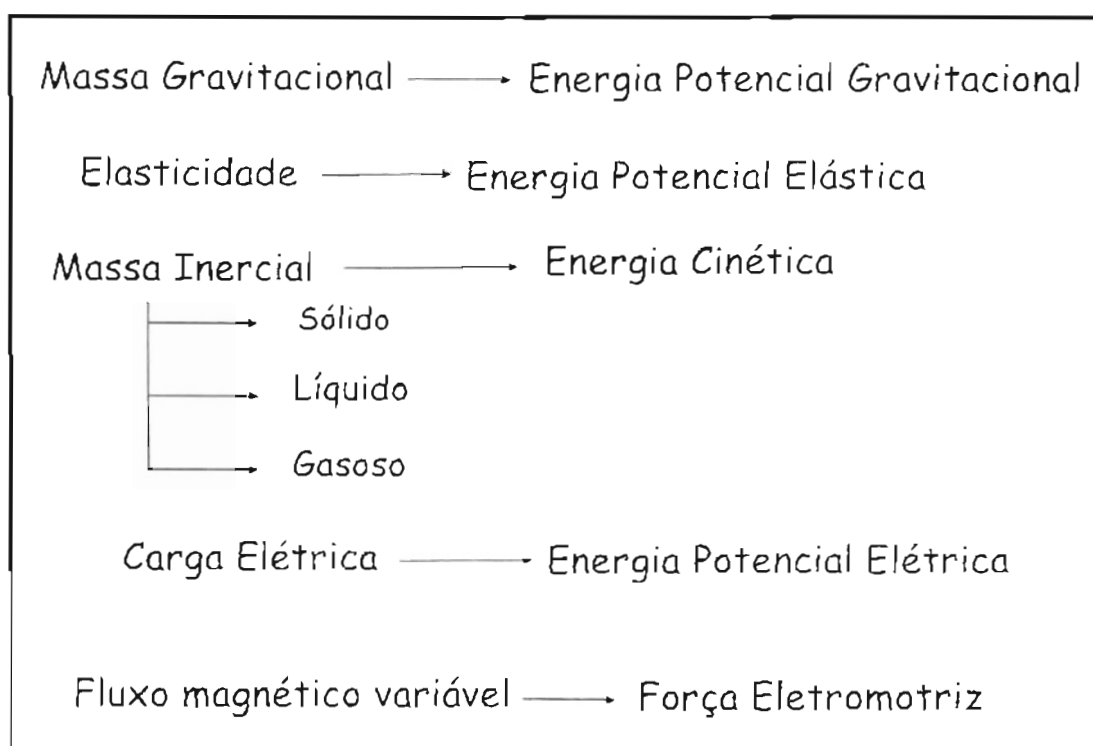 Massa Gravitacional Energia Potencial Gravitacional
Elasticidade Energia Potencial Elástica
Massa Inercial Energia Cinética
Sólido
Líquido
Gasoso
Carga Elétrica Energia Potencial Elétrica
Fluxo magnético variável Força Eletromotriz